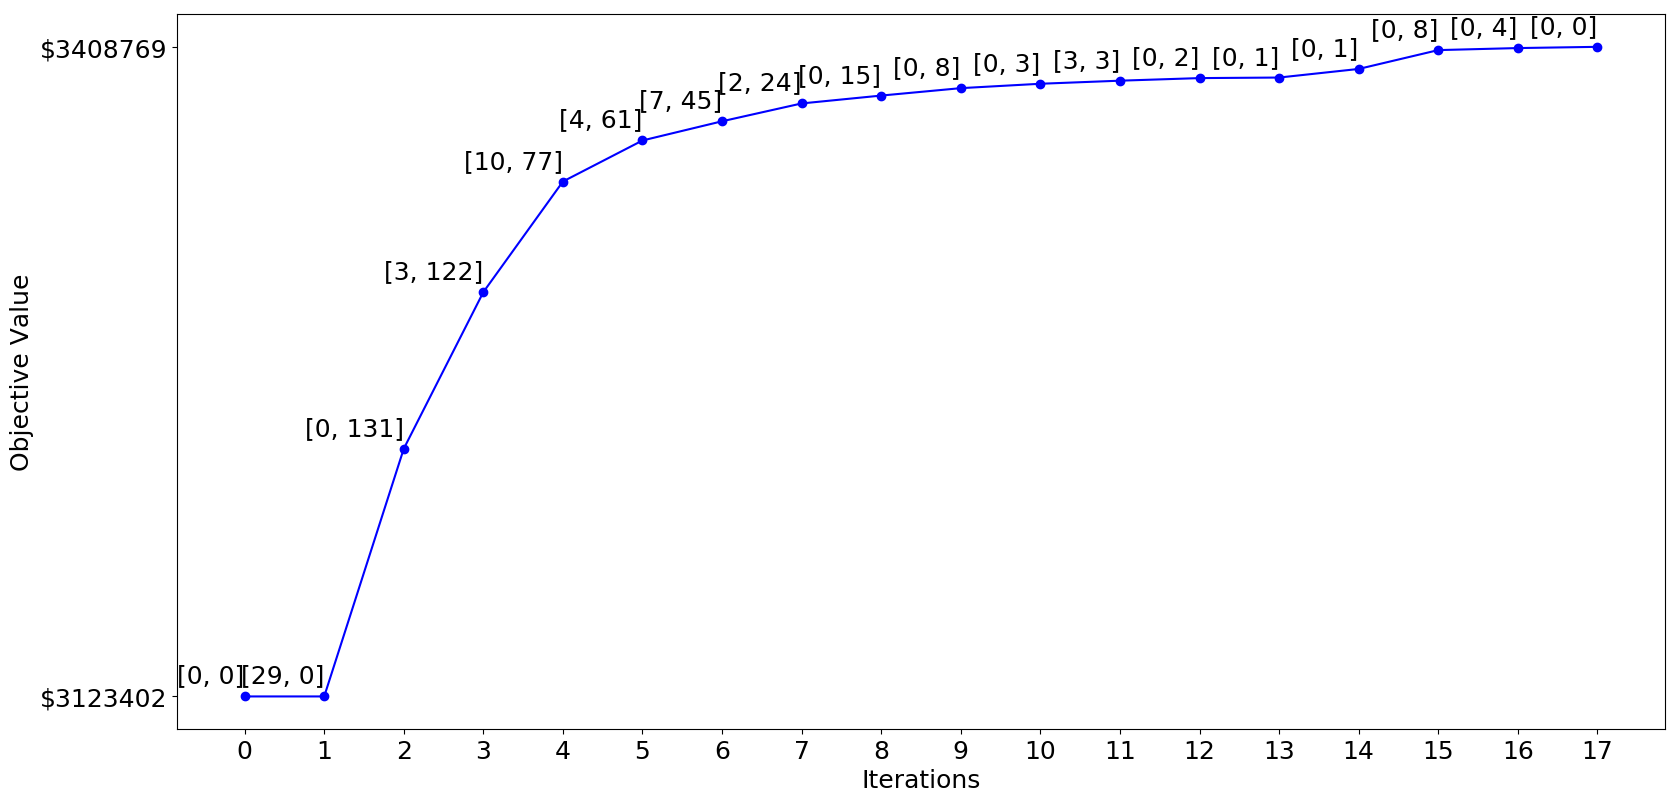 $3408769
[0, 8] [0, 4] [0, 0]
[2, 24] [0, 15] [0, 8] [0, 3] [3, 3] [0, 2] [0, 1] [0, 1]
[4, 61] [7, 45]
[10, 77]
[3, 122]
Objective Value
[0, 131]
[0, 0] [29, 0]
$3123402
0 1 2 3 4 5 6 7 8 9 10 11 12 13 14 15 16 17
Iterations